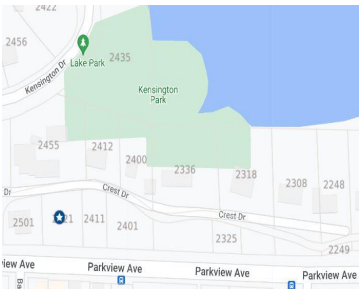 2422
2456
Lake Park
2435
Kensington Dr
Kensington
Park
2455
2412
2400
2336
2318
2308
2248
Dr
Crest Dr
Crest Dr
2501
2411
2401
2325
2249
view Ave
Parkview Ave
Parkview Ave
Parkview Ave